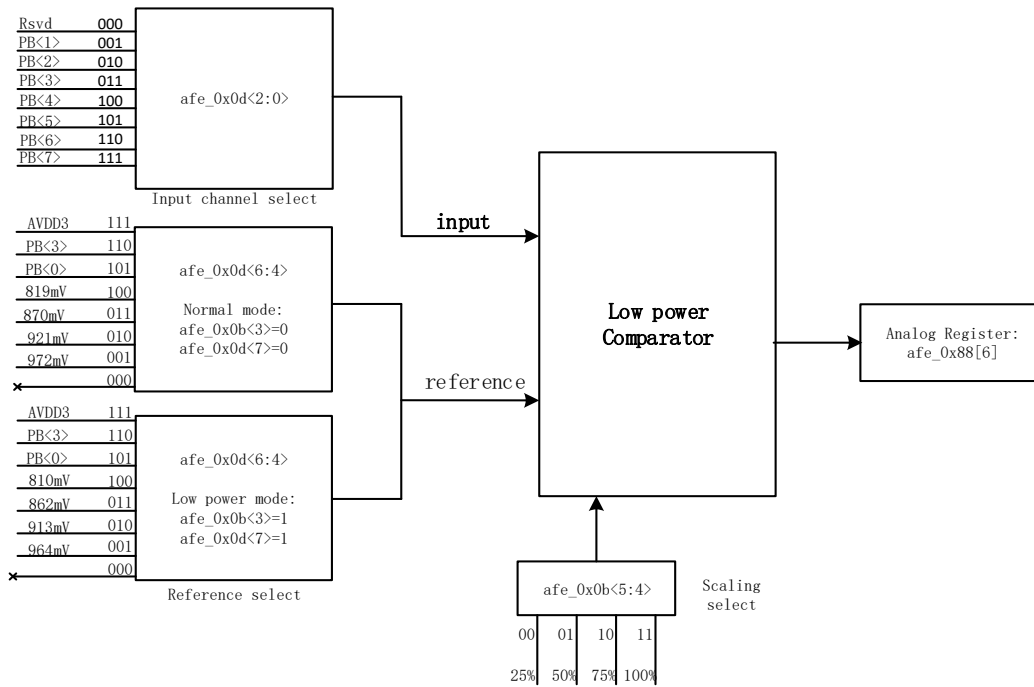 Rsvd 000
PB<1> 001
PB<2> 010
PB<3> 011
PB<4> 100
PB<5> 101
PB<6> 110
PB<7> 111
afe_0x0d<2:0>
Input channel select
AVDD3 111
PB<3> 110
PB<0> 101
819mV 100
870mV 011
921mV 010
972mV 001
000
afe_0x0d<6:4>
Normal mode:
afe_0x0b<3>=0
afe_0x0d<7>=0
AVDD3 111
PB<3> 110
PB<0> 101
810mV 100
862mV 011
913mV 010
964mV 001
000
afe_0x0d<6:4>
Low power mode:
afe_0x0b<3>=1
afe_0x0d<7>=1
Reference select
input
reference
Low power
Comparator
Analog Register:
afe_0x88[6]
afe_0x0b<5:4>
Scaling
select
00 01 10 11
25% 50% 75% 100%